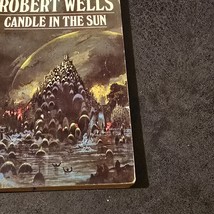 ROBERT WELLS
CANDLE IN THE SUN